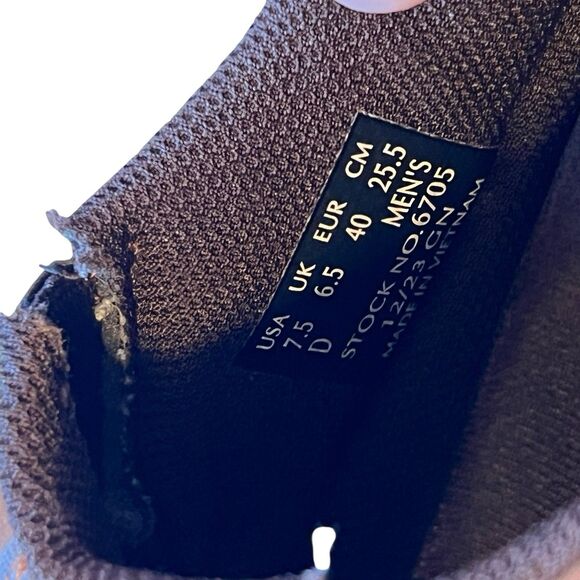 USA UK EUR CM
7.5 6.5 40 25.5
D MEN'S
STOCK NO.6705
12/23 GN
MADE IN VIETNAM